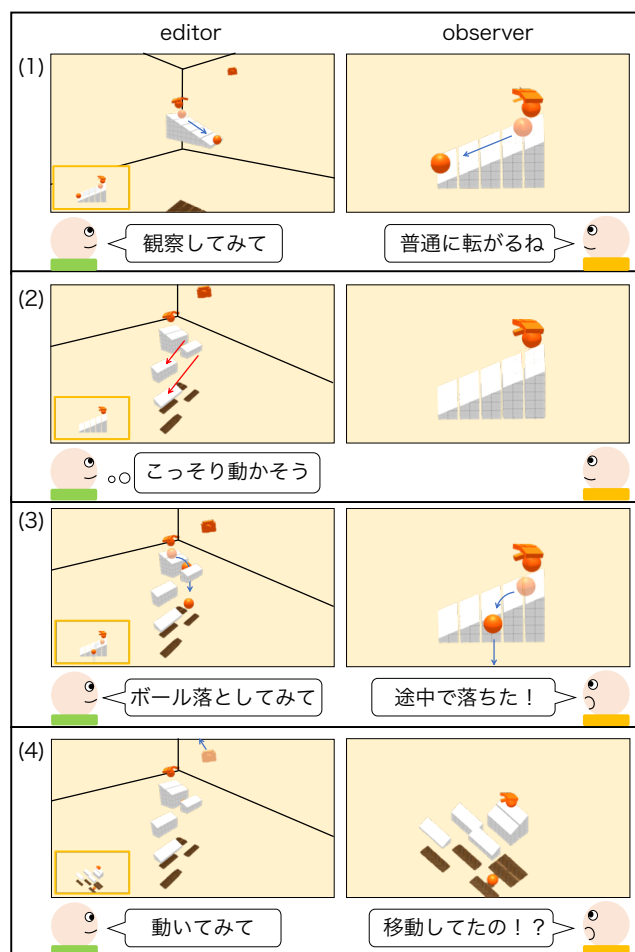 editor observer
(1)
観察してみて 普通に転がるね
(2)
こっそり動かそう
(3)
ボール落としてみて 途中で落ちた！
(4)
動いてみて 移動してたの！？